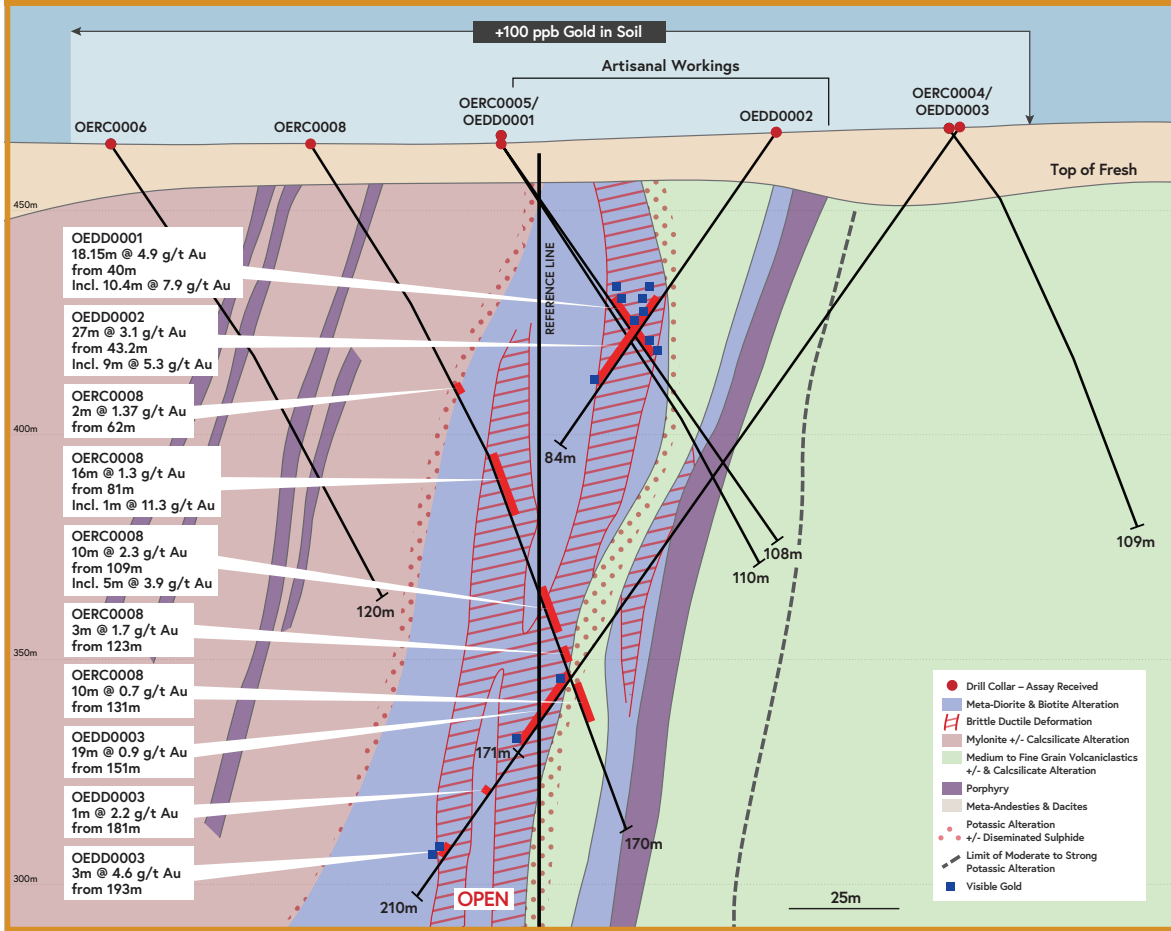 +100 ppb Gold in Soil
Artisanal Workings
OERC0006
OERC0008
OERC0005/
OEDD0001
OEDD0002
OERC0004/
OEDD0003
Top of Fresh
450m
OEDD0001
18.15m @ 4.9 g/t Au
from 40m
Incl. 10.4m @ 7.9 g/t Au
REFERENCE LINE
OEDD0002
27m @ 3.1 g/t Au
from 43.2m
Incl. 9m @ 5.3 g/t Au
OERC0008
2m @ 1.37 g/t Au
from 62m
400m
84m
OERC0008
16m @ 1.3 g/t Au
from 81m
Incl. 1m @ 11.3 g/t Au
OERC0008
10m @ 2.3 g/t Au
from 109m
Incl. 5m @ 3.9 g/t Au
108m
110m
109m
120m
OERC0008
3m @ 1.7 g/t Au
from 123m
350m
OERC0008
10m @ 0.7 g/t Au
from 131m
OEDD0003
19m @ 0.9 g/t Au
from 151m
171m
OEDD0003
1m @ 2.2 g/t Au
from 181m
170m
OEDD0003
3m @ 4.6 g/t Au
from 193m
300m
210m
OPEN
25m
Drill Collar – Assay Received
Meta-Diorite & Biotite Alteration
Brittle Ductile Deformation
Mylonite +/- Calcsilicate Alteration
Medium to Fine Grain Volcaniclastics
+/- & Calcsilicate Alteration
Porphyry
Meta-Andesties & Dacites
Potassic Alteration
+/- Diseminated Sulphide
Limit of Moderate to Strong
Potassic Alteration
Visible Gold